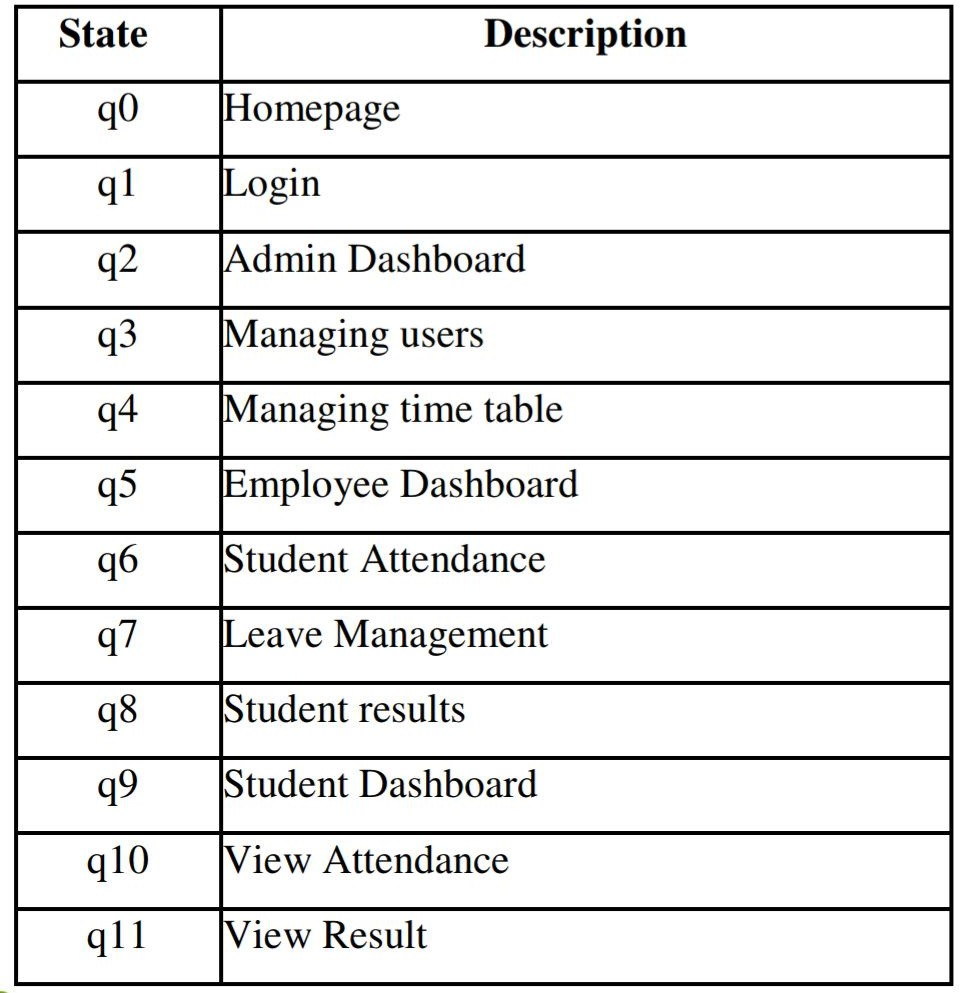 State Description
q0 Homepage
q1 Login
q2 Admin Dashboard
q3 Managing users
q4 Managing time table
q5 Employee Dashboard
q6 Student Attendance
q7 Leave Management
q8 Student results
q9 Student Dashboard
q10 View Attendance
q11 View Result